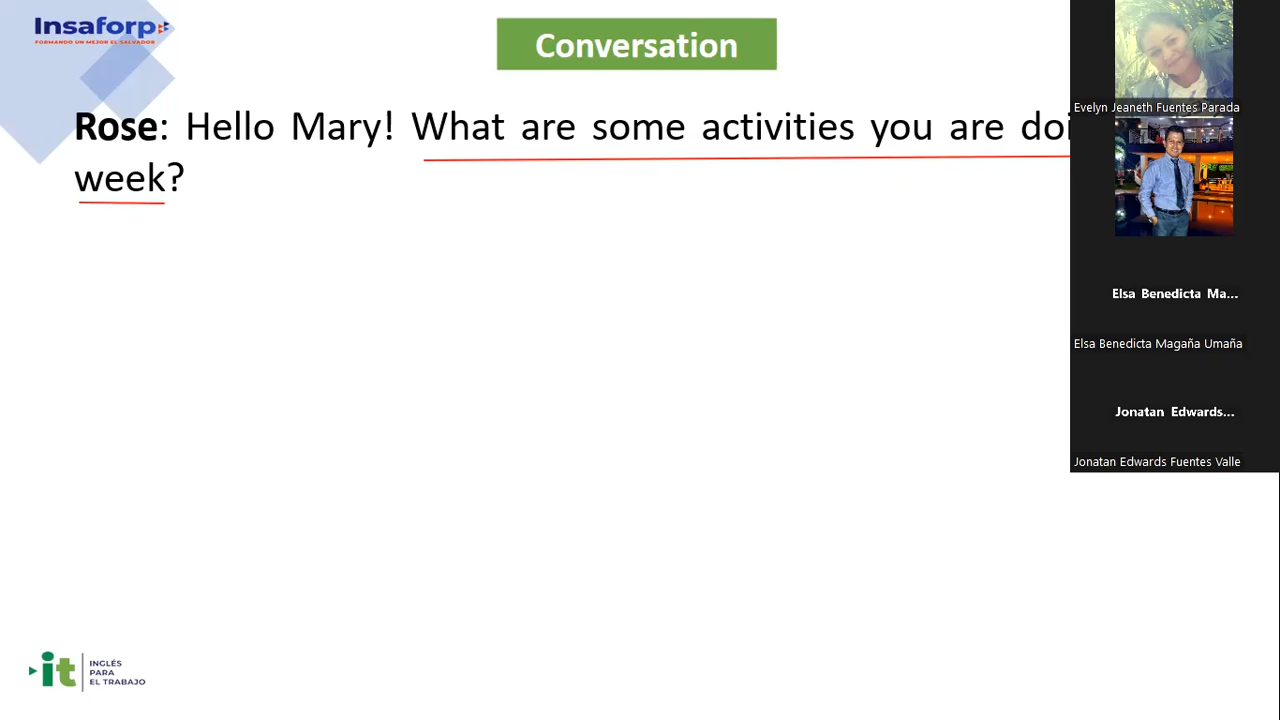 Insaforp
FORMANDO UN MEJOR EL SALVADOR
Conversation
Rose: Hello Mary! What are some activities you are doi
week?
Evelyn Jeaneth Fuentes Parada
Elsa Benedicta Ma...
Elsa Benedicta Magaña Umaña
Jonatan Edwards...
Jonatan Edwards Fuentes Valle
it
INGLÉS
PARA
EL TRABAJO